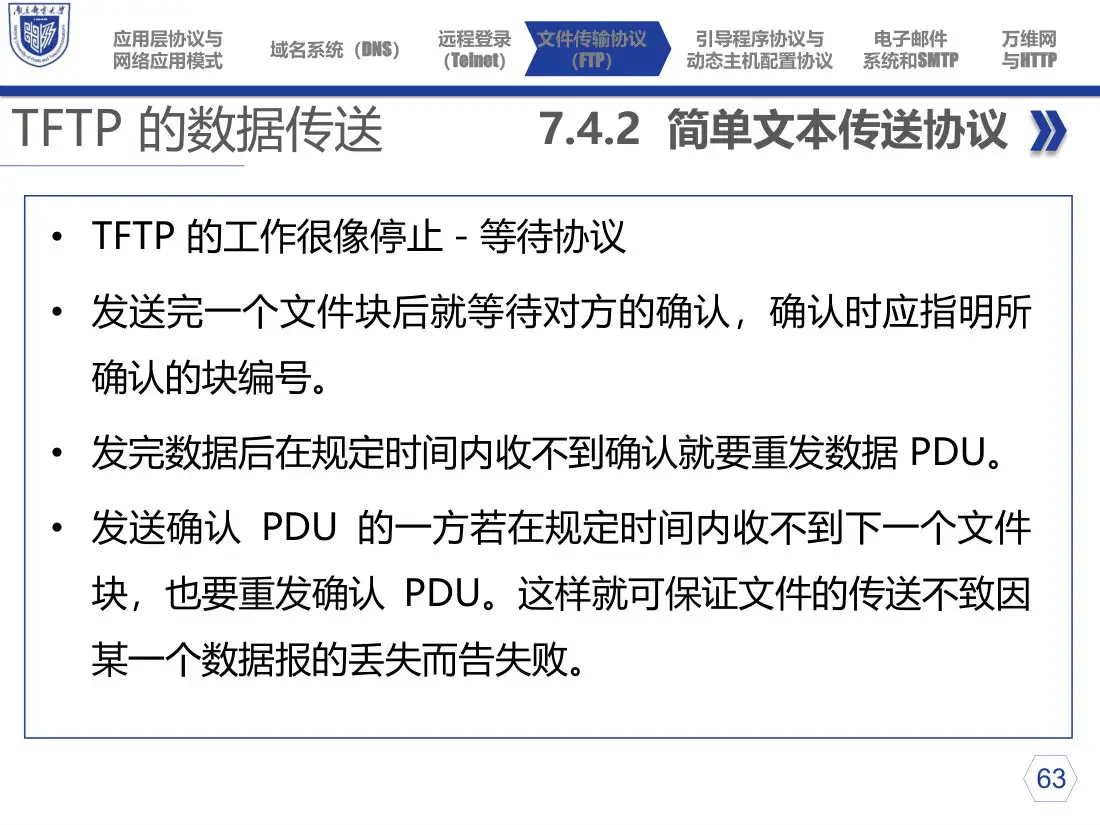 南京邮电大学
应用层协议与
网络应用模式
域名系统（DNS）
远程登录
（Telnet）
文件传输协议
（FTP）
引导程序协议与
动态主机配置协议
电子邮件
系统和SMTP
万维网
与HTTP
TFTP 的数据传送
7.4.2 简单文本传送协议
• TFTP 的工作很像停止 - 等待协议
• 发送完一个文件块后就等待对方的确认，确认时应指明所
确认的块编号。
• 发完数据后在规定时间内收不到确认就要重发数据 PDU。
• 发送确认 PDU 的一方若在规定时间内收不到下一个文件
块，也要重发确认 PDU。这样就可保证文件的传送不致因
某一个数据报的丢失而告失败。
63